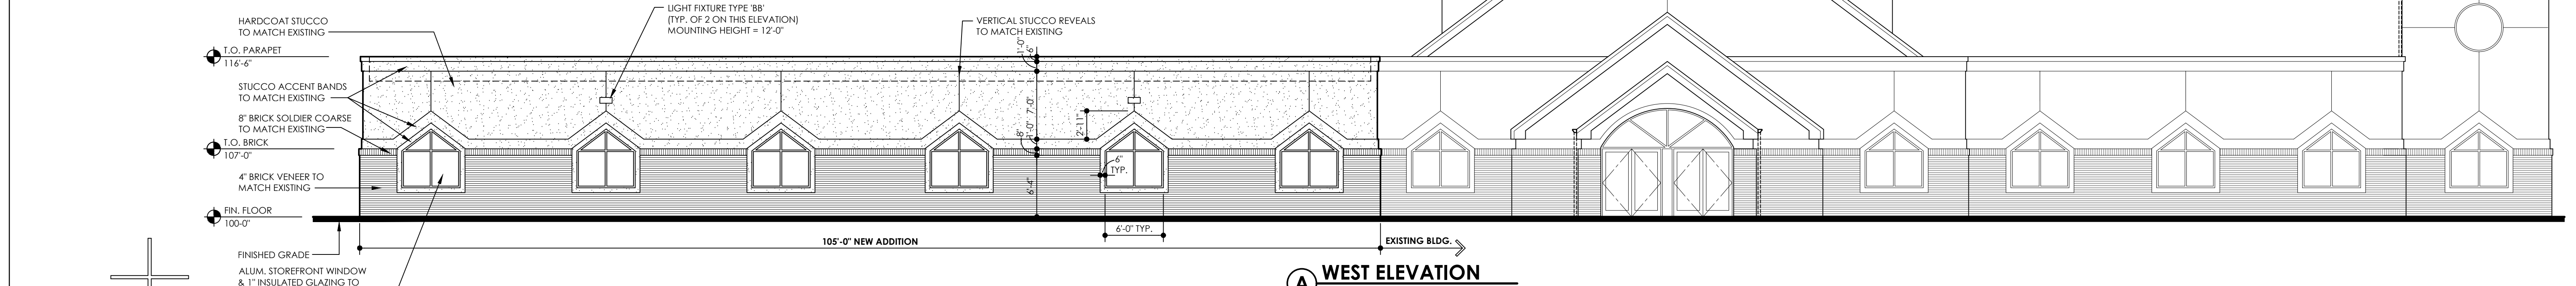 HARDCOAT STUCCO
TO MATCH EXISTING
LIGHT FIXTURE TYPE 'BB'
(TYP. OF 2 ON THIS ELEVATION)
MOUNTING HEIGHT = 12'-0"
VERTICAL STUCCO REVEALS
TO MATCH EXISTING
T.O. PARAPET
116'-6"
STUCCO ACCENT BANDS
TO MATCH EXISTING
8" BRICK SOLDIER COARSE
TO MATCH EXISTING
T.O. BRICK
107'-0"
4" BRICK VENEER TO
MATCH EXISTING
FIN. FLOOR
100-0"
FINISHED GRADE
ALUM. STOREFRONT WINDOW
& 1" INSULATED GLAZING TO
1'-0"
6"
7'-0"
1'-0"
8"
6'-4"
2'-11"
6"
TYP.
6'-0" TYP.
105'-0" NEW ADDITION
EXISTING BLDG.
A
WEST ELEVATION